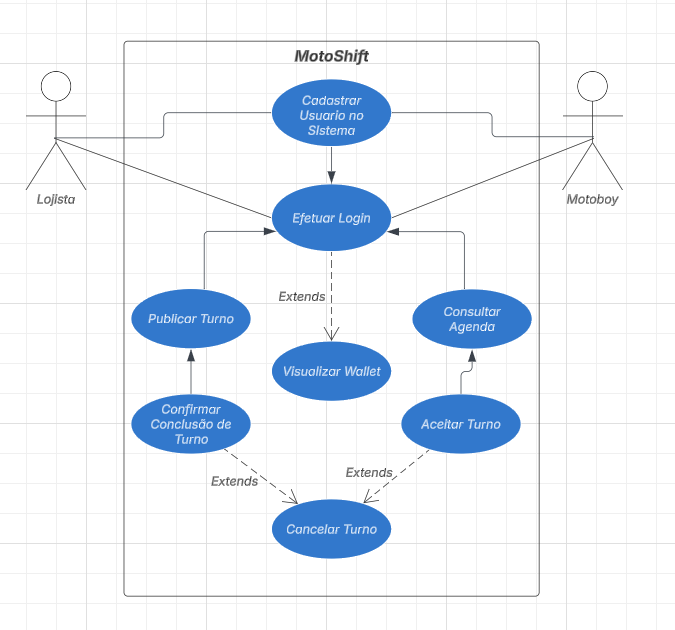 MotoShift
Cadastrar
Usuario no
SIstema
Lojista
Motoboy
Efetuar Login
Extends
Publicar Turno
Consultar
Agenda
Visualizar Wallet
Confirmar
Conclusão de
Turno
Aceitar Turno
Extends
Extends
Cancelar Turno